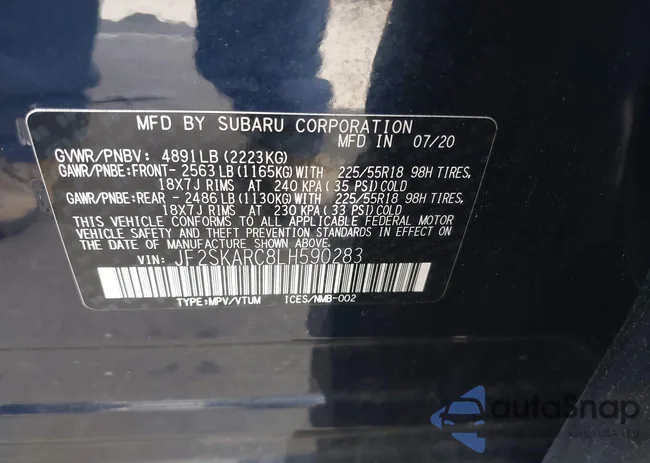 MFD BY SUBARU CORPORATION
MFD IN 07/20
GVWR/PNBV: 4891LB (2223KG)
GAWR/PNBE:FRONT- 2563LB (1165KG) WITH 225/55R18 98H TIRES,
18X7J RIMS AT 240 KPA (35 PSI) COLD
GAWR/PNBE:REAR - 2486LB (1130KG) WITH 225/55R18 98H TIRES,
18X7J RIMS AT 230 KPA (33 PSI) COLD
THIS VEHICLE CONFORMS TO ALL APPLICABLE FEDERAL MOTOR
VEHICLE SAFETY AND THEFT PREVENTION STANDARDS IN EFFECT
ON THE DATE OF MANUFACTURE SHOWN ABOVE.
VIN: JF2SKARC8LH590283
TYPE:MPV/VTUM ICES/NMB-002
autoSnap